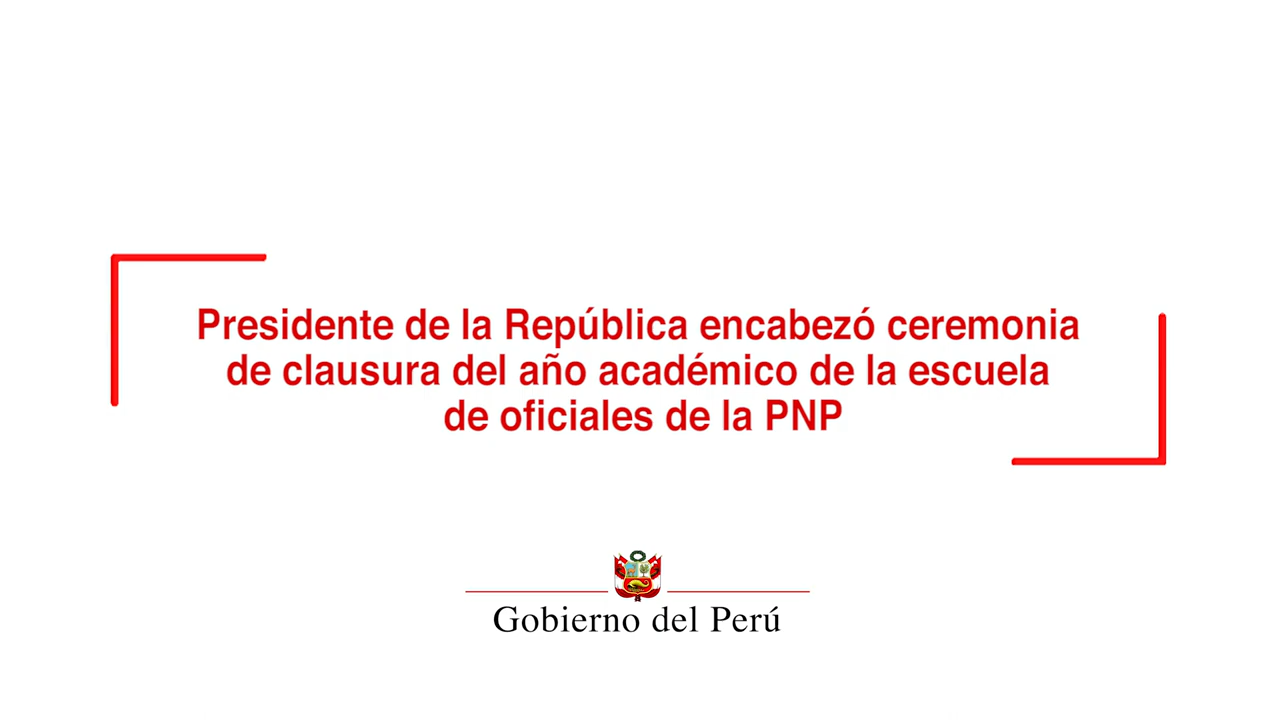 Presidente de la República encabezó ceremonia
de clausura del año académico de la escuela
de oficiales de la PNP
Gobierno del Perú